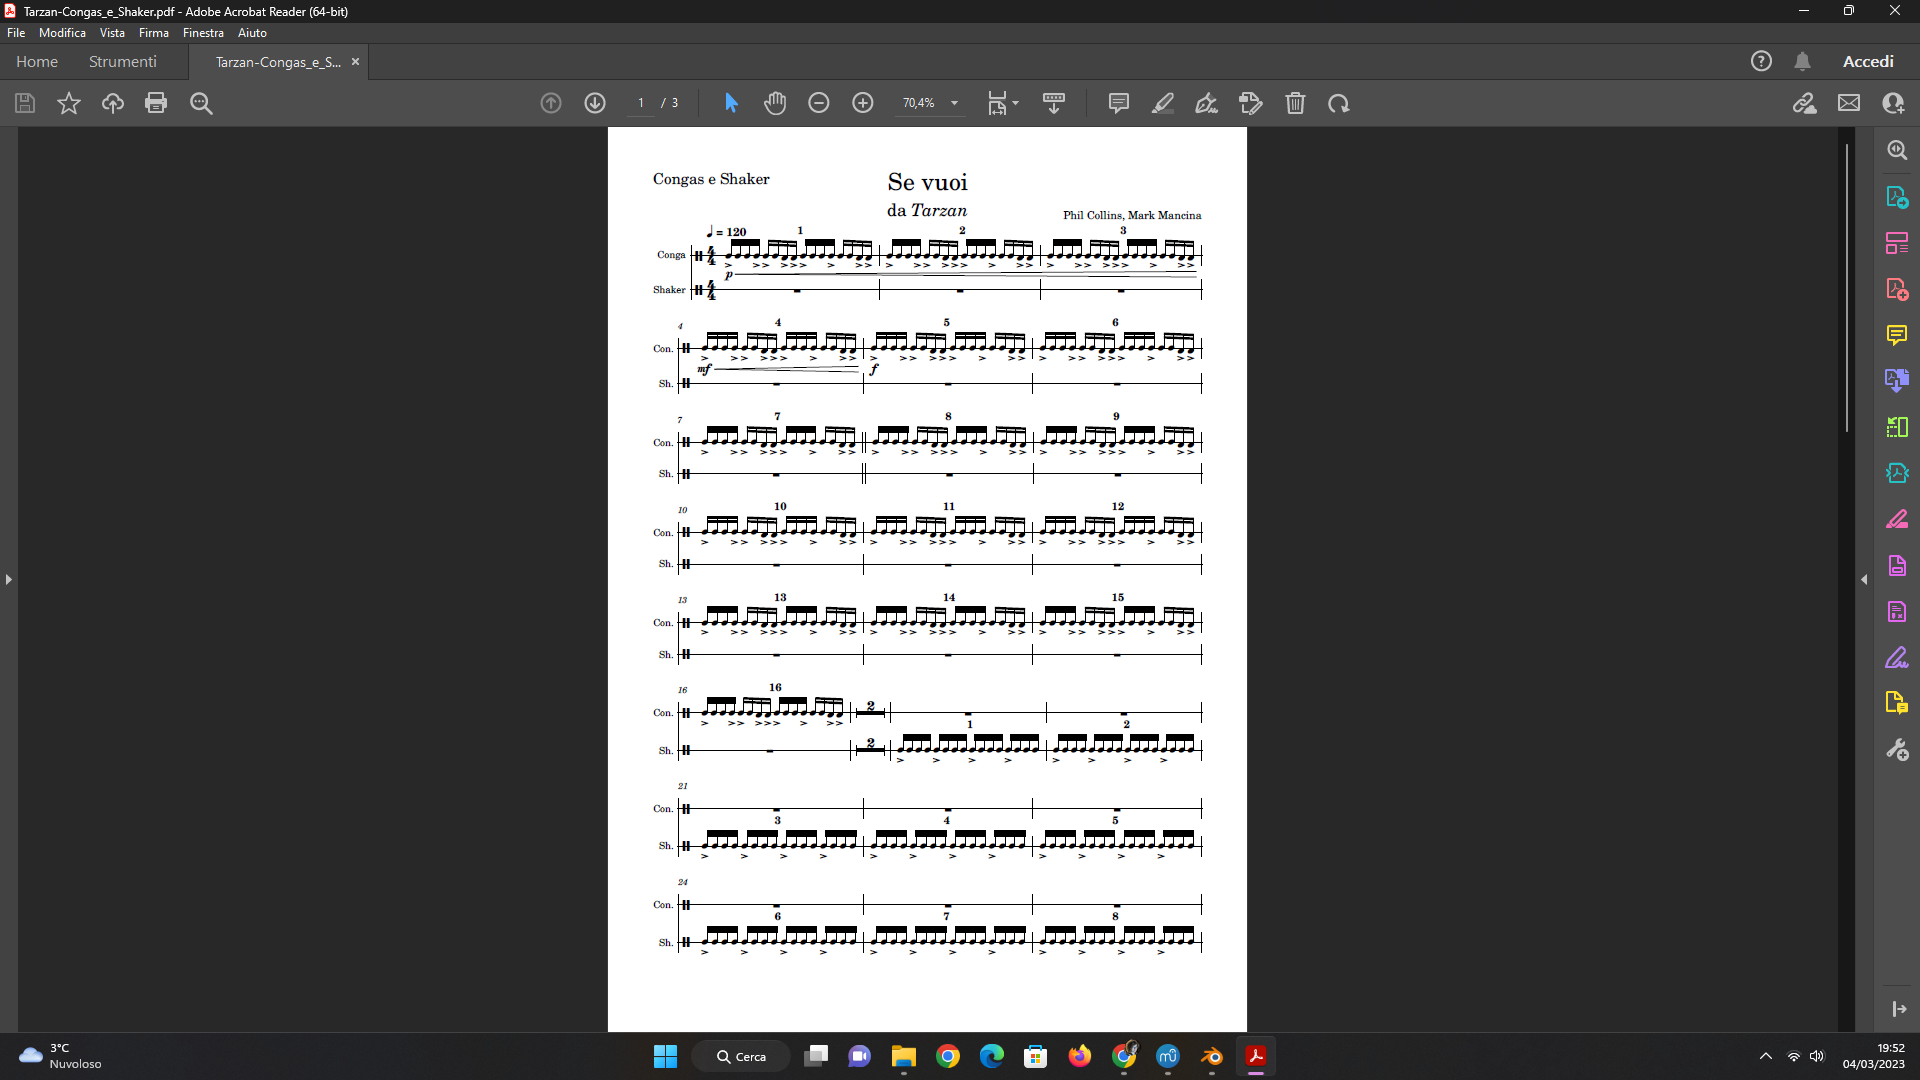 Tarzan-Congas_e_Shaker.pdf - Adobe Acrobat Reader (64-bit)
File Modifica Vista Firma Finestra Aiuto
Home Strumenti Tarzan-Congas_e_S... Accedi
1 / 3 70,4%
Congas e Shaker
Se vuoi
da Tarzan
Phil Collins, Mark Mancina
♩ = 120 1 2 3
Conga 4/4
p
Shaker 4/4
4 4 5 6
Con.
mf f
Sh.
7 7 8 9
Con.
Sh.
10 10 11 12
Con.
Sh.
13 13 14 15
Con.
Sh.
16 16
Con. 2
1 2
Sh. 2
21
Con.
3 4 5
Sh.
24
Con.
6 7 8
Sh.
3°C
Nuvoloso
Cerca
19:52
04/03/2023